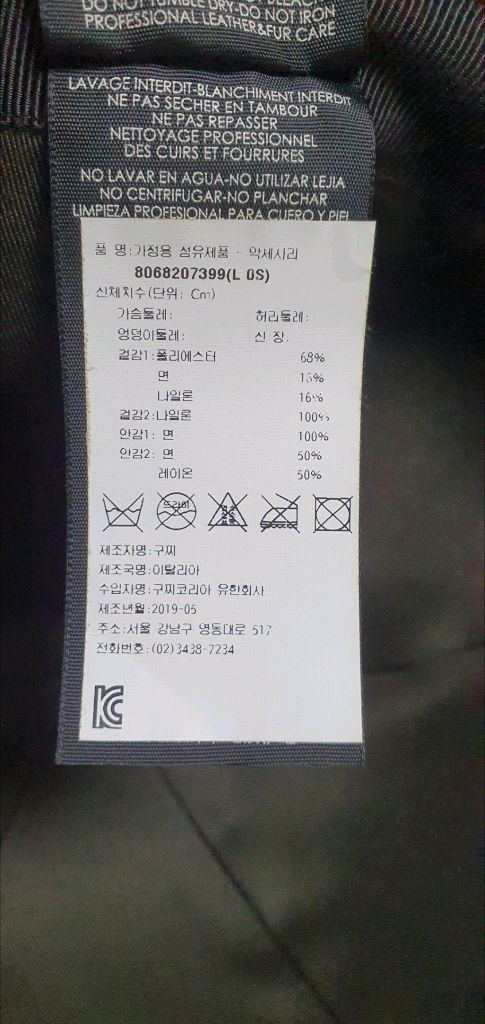 DO NOT TUMBLE DRY-DO NOT IRON
PROFESSIONAL LEATHER&FUR CARE
LAVAGE INTERDIT-BLANCHIMENT INTERDIT
NE PAS SECHER EN TAMBOUR
NE PAS REPASSER
NETTOYAGE PROFESSIONNEL
DES CUIRS ET FOURRURES
NO LAVAR EN AGUA-NO UTILIZAR LEJIA
NO CENTRIFUGAR-NO PLANCHAR
LIMPIEZA PROFESIONAL PARA CUERO Y PIEL
품 명:가정용 섬유제품 - 악세사리
8068207399(L 0S)
신체치수(단위: Cm)
가슴둘레: 허리둘레:
엉덩이둘레: 신 장:
겉감1:폴리에스터 68%
면
나일론 16%
겉감2:나일론 100%
안감1: 면 100%
안감2: 면 50%
레이온 50%
드라이
제조자명:구찌
제조국명:이탈리아
수입자명:구찌코리아 유한회사
제조년월:2019-05
주소:서울 강남구 영동대로 517
전화번호:(02)3438-7234
KC